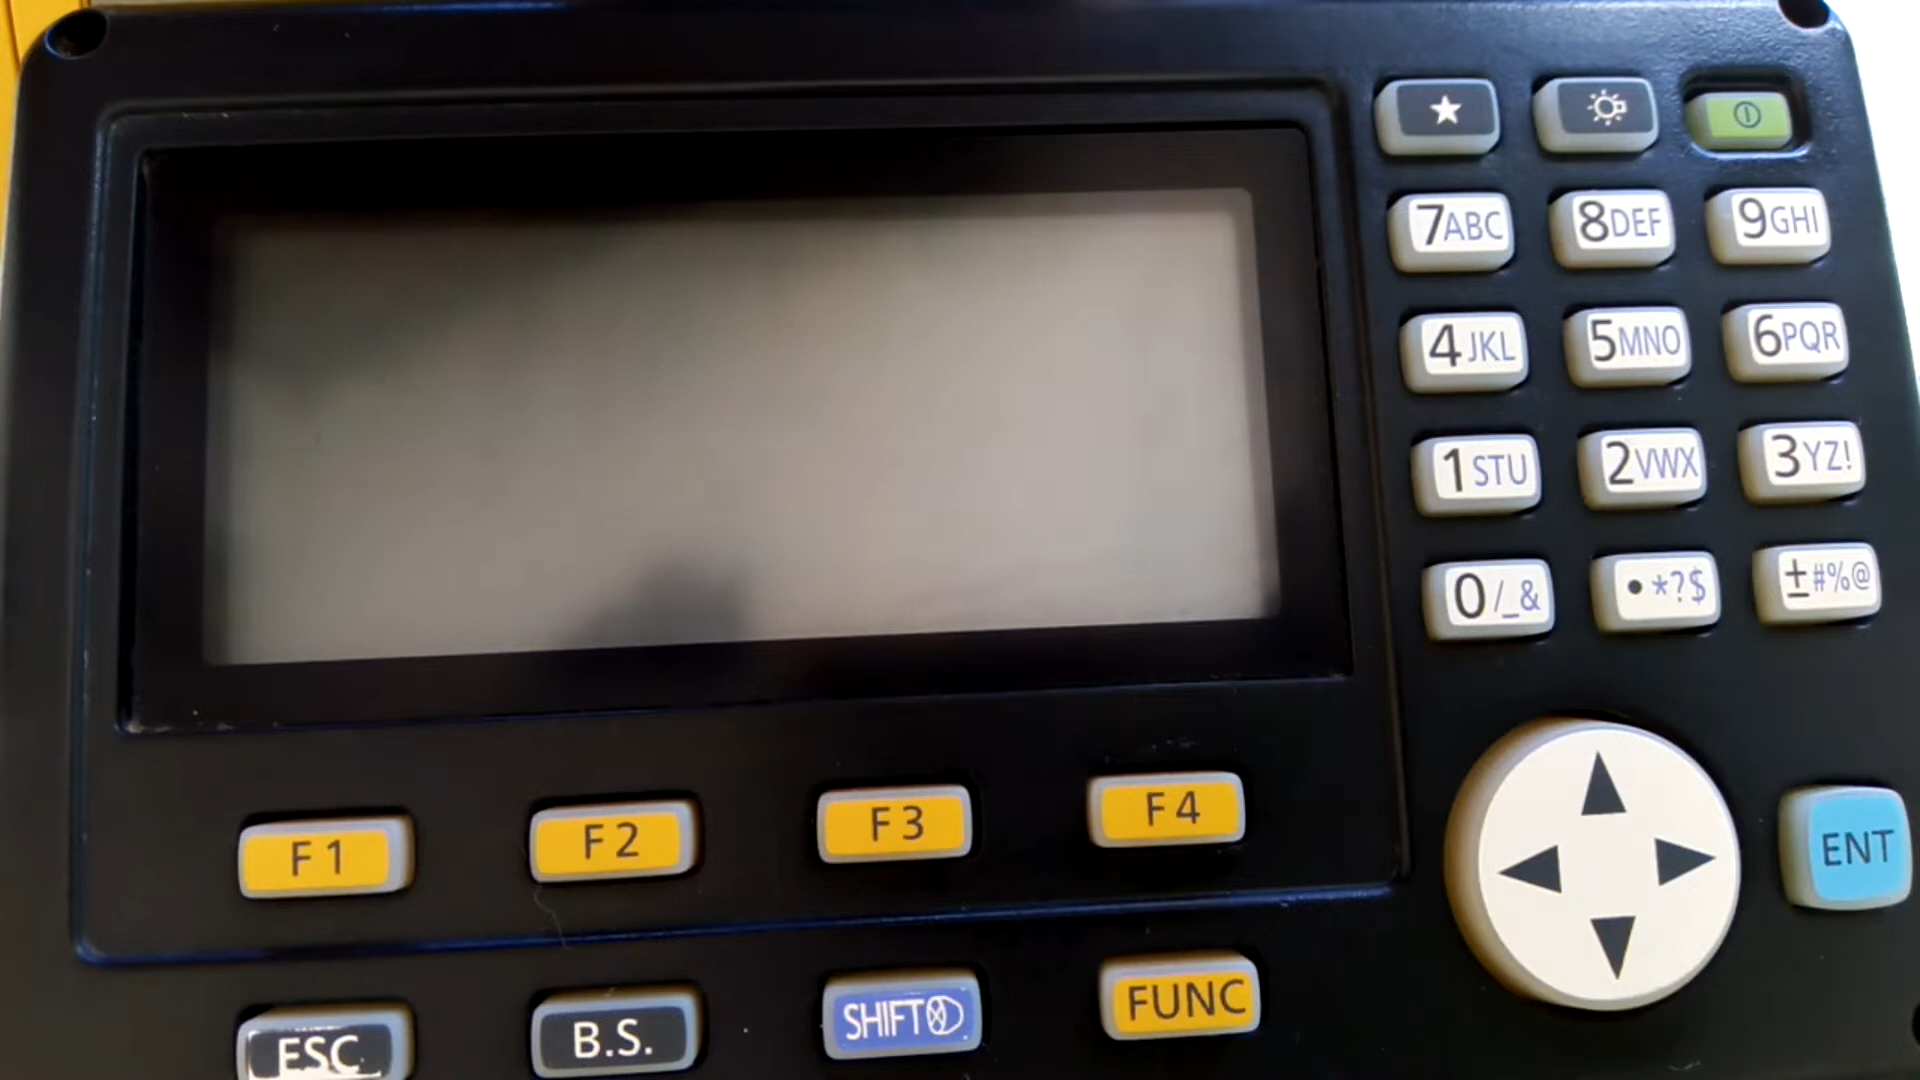 ★
7ABC 8DEF 9GHI
4JKL 5MNO 6PQR
1STU 2VWX 3YZ!
0/_& •*?$ ±#%@
F1 F2 F3 F4
ENT
ESC B.S. SHIFT FUNC